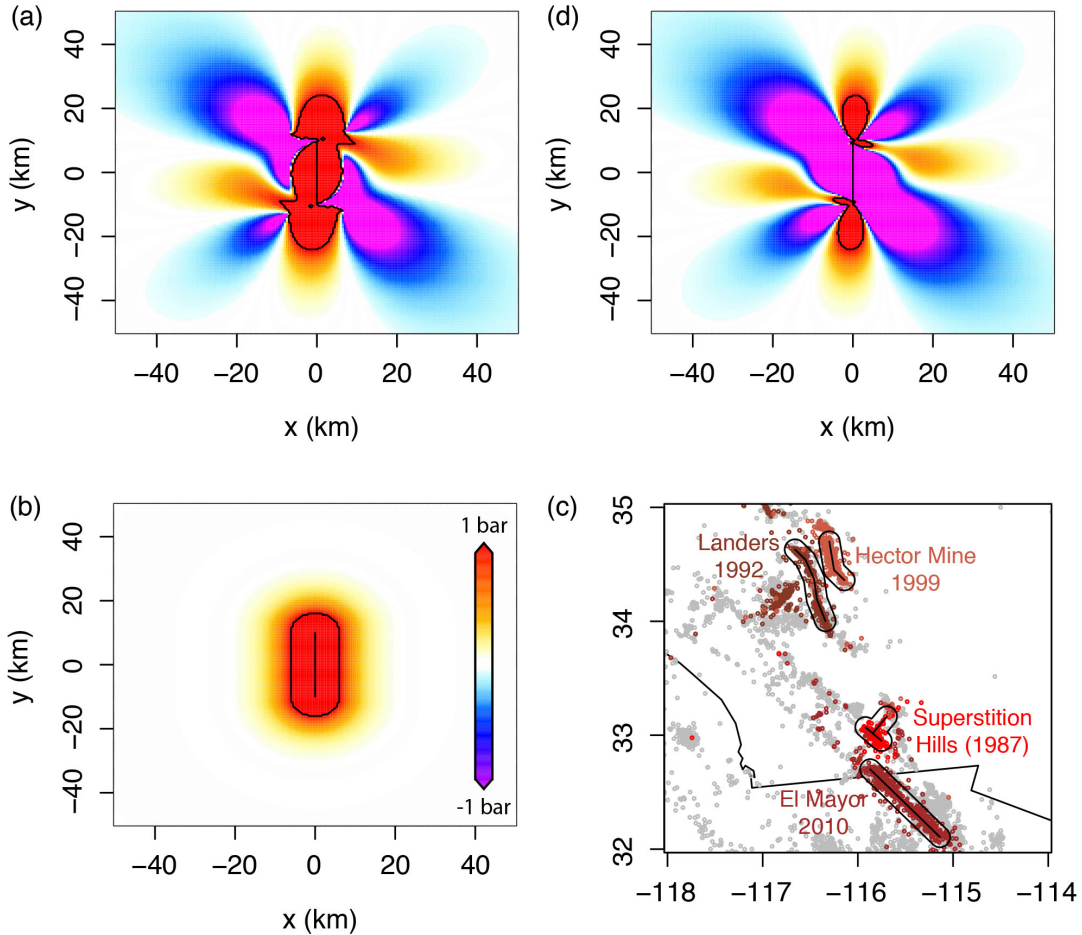 (a)
40
20
0
−20
−40
y (km)
−40 −20 0 20 40
x (km)
(d)
40
20
0
−20
−40
y (km)
−40 −20 0 20 40
x (km)
(b)
40
20
0
−20
−40
y (km)
1 bar
-1 bar
−40 −20 0 20 40
x (km)
(c)
35
34
33
32
Landers
1992
Hector Mine
1999
Superstition
Hills (1987)
El Mayor
2010
−118 −117 −116 −115 −114